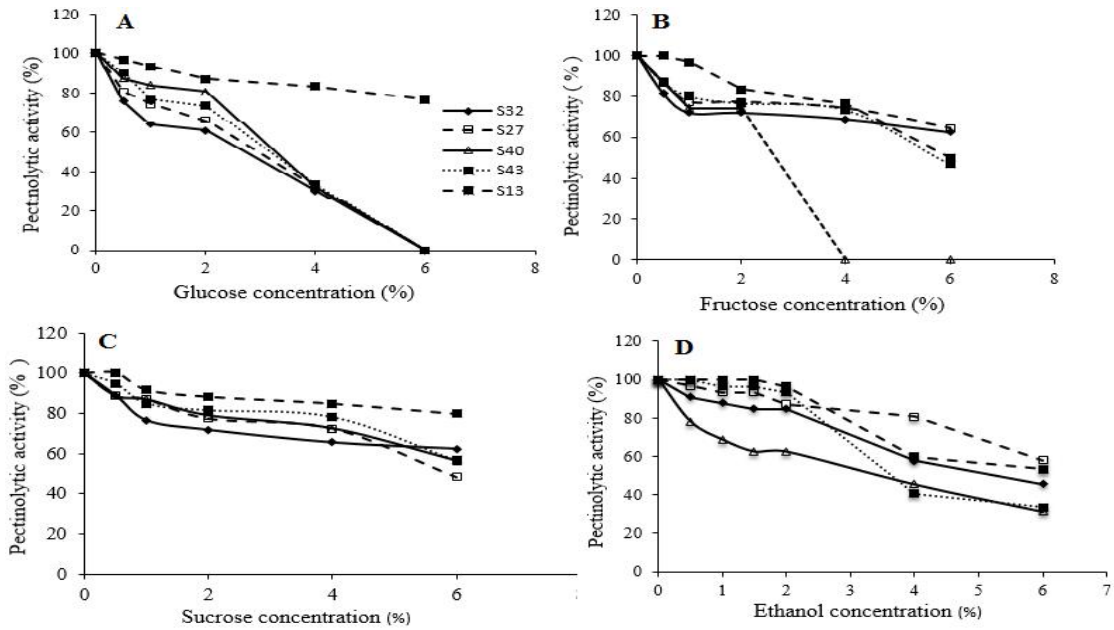 A
Pectinolytic activity (%)
120
100
80
60
40
20
0
0 2 4 6 8
Glucose concentration (%)
S32
S27
S40
S43
S13
B
Pectinolytic activity ( % )
120
100
80
60
40
20
0
0 2 4 6 8
Fructose concentration (%)
C
Pectinolytic activity (% )
120
100
80
60
40
20
0
0 2 4 6
Sucrose concentration (%)
D
Pectinolytic activity (%)
120
100
80
60
40
20
0
0 1 2 3 4 5 6 7
Ethanol concentration (%)